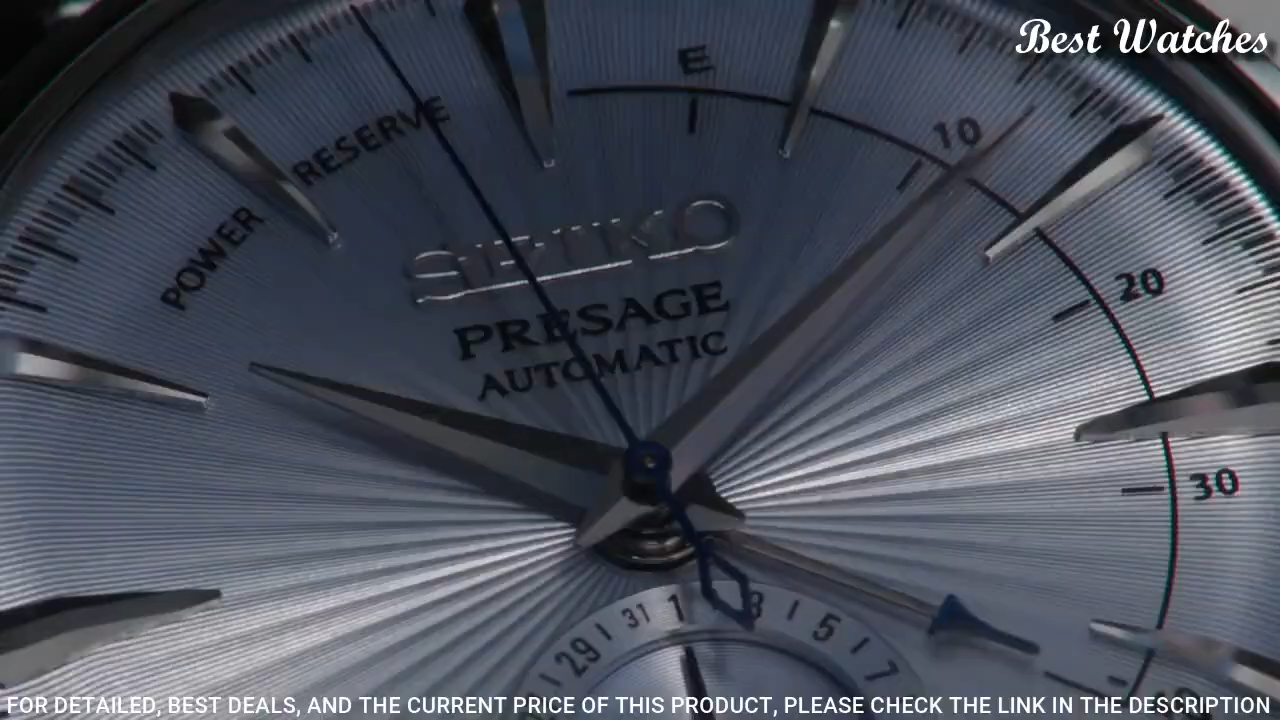 Best Watches
E
10
RESERVE
POWER
SEIKO
20
PRESAGE
AUTOMATIC
30
31 1 3 5
29 7
FOR DETAILED, BEST DEALS, AND THE CURRENT PRICE OF THIS PRODUCT, PLEASE CHECK THE LINK IN THE DESCRIPTION